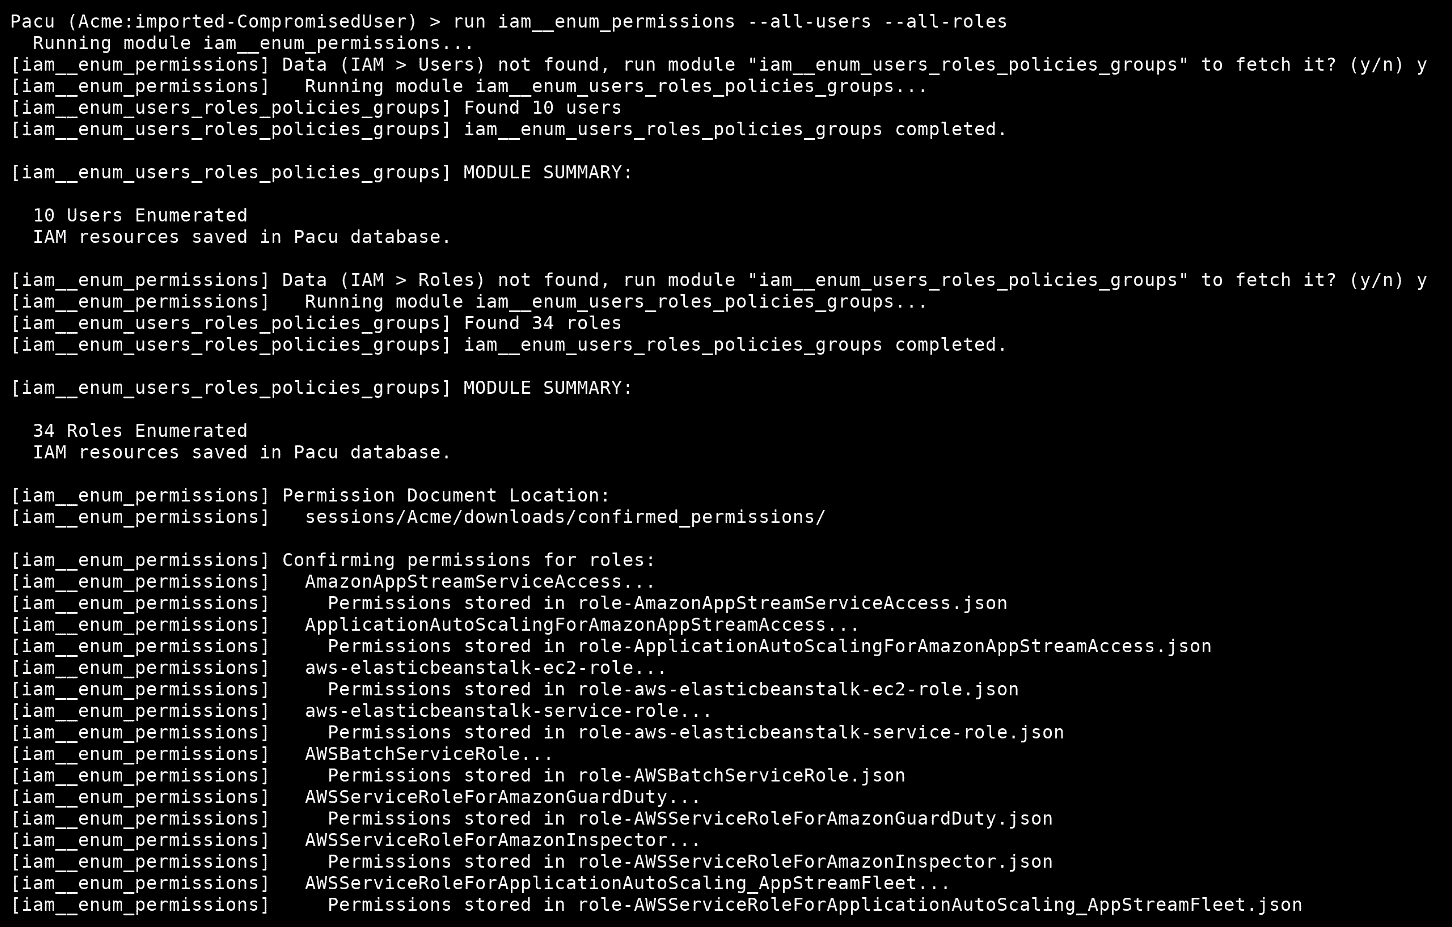 Pacu (Acme:imported-CompromisedUser) > run iam__enum_permissions --all-users --all-roles
  Running module iam__enum_permissions...
[iam__enum_permissions] Data (IAM > Users) not found, run module "iam__enum_users_roles_policies_groups" to fetch it? (y/n) y
[iam__enum_permissions]   Running module iam__enum_users_roles_policies_groups...
[iam__enum_users_roles_policies_groups] Found 10 users
[iam__enum_users_roles_policies_groups] iam__enum_users_roles_policies_groups completed.

[iam__enum_users_roles_policies_groups] MODULE SUMMARY:

  10 Users Enumerated
  IAM resources saved in Pacu database.

[iam__enum_permissions] Data (IAM > Roles) not found, run module "iam__enum_users_roles_policies_groups" to fetch it? (y/n) y
[iam__enum_permissions]   Running module iam__enum_users_roles_policies_groups...
[iam__enum_users_roles_policies_groups] Found 34 roles
[iam__enum_users_roles_policies_groups] iam__enum_users_roles_policies_groups completed.

[iam__enum_users_roles_policies_groups] MODULE SUMMARY:

  34 Roles Enumerated
  IAM resources saved in Pacu database.

[iam__enum_permissions] Permission Document Location:
[iam__enum_permissions]   sessions/Acme/downloads/confirmed_permissions/

[iam__enum_permissions] Confirming permissions for roles:
[iam__enum_permissions]   AmazonAppStreamServiceAccess...
[iam__enum_permissions]     Permissions stored in role-AmazonAppStreamServiceAccess.json
[iam__enum_permissions]   ApplicationAutoScalingForAmazonAppStreamAccess...
[iam__enum_permissions]     Permissions stored in role-ApplicationAutoScalingForAmazonAppStreamAccess.json
[iam__enum_permissions]   aws-elasticbeanstalk-ec2-role...
[iam__enum_permissions]     Permissions stored in role-aws-elasticbeanstalk-ec2-role.json
[iam__enum_permissions]   aws-elasticbeanstalk-service-role...
[iam__enum_permissions]     Permissions stored in role-aws-elasticbeanstalk-service-role.json
[iam__enum_permissions]   AWSBatchServiceRole...
[iam__enum_permissions]     Permissions stored in role-AWSBatchServiceRole.json
[iam__enum_permissions]   AWSServiceRoleForAmazonGuardDuty...
[iam__enum_permissions]     Permissions stored in role-AWSServiceRoleForAmazonGuardDuty.json
[iam__enum_permissions]   AWSServiceRoleForAmazonInspector...
[iam__enum_permissions]     Permissions stored in role-AWSServiceRoleForAmazonInspector.json
[iam__enum_permissions]   AWSServiceRoleForApplicationAutoScaling_AppStreamFleet...
[iam__enum_permissions]     Permissions stored in role-AWSServiceRoleForApplicationAutoScaling_AppStreamFleet.json